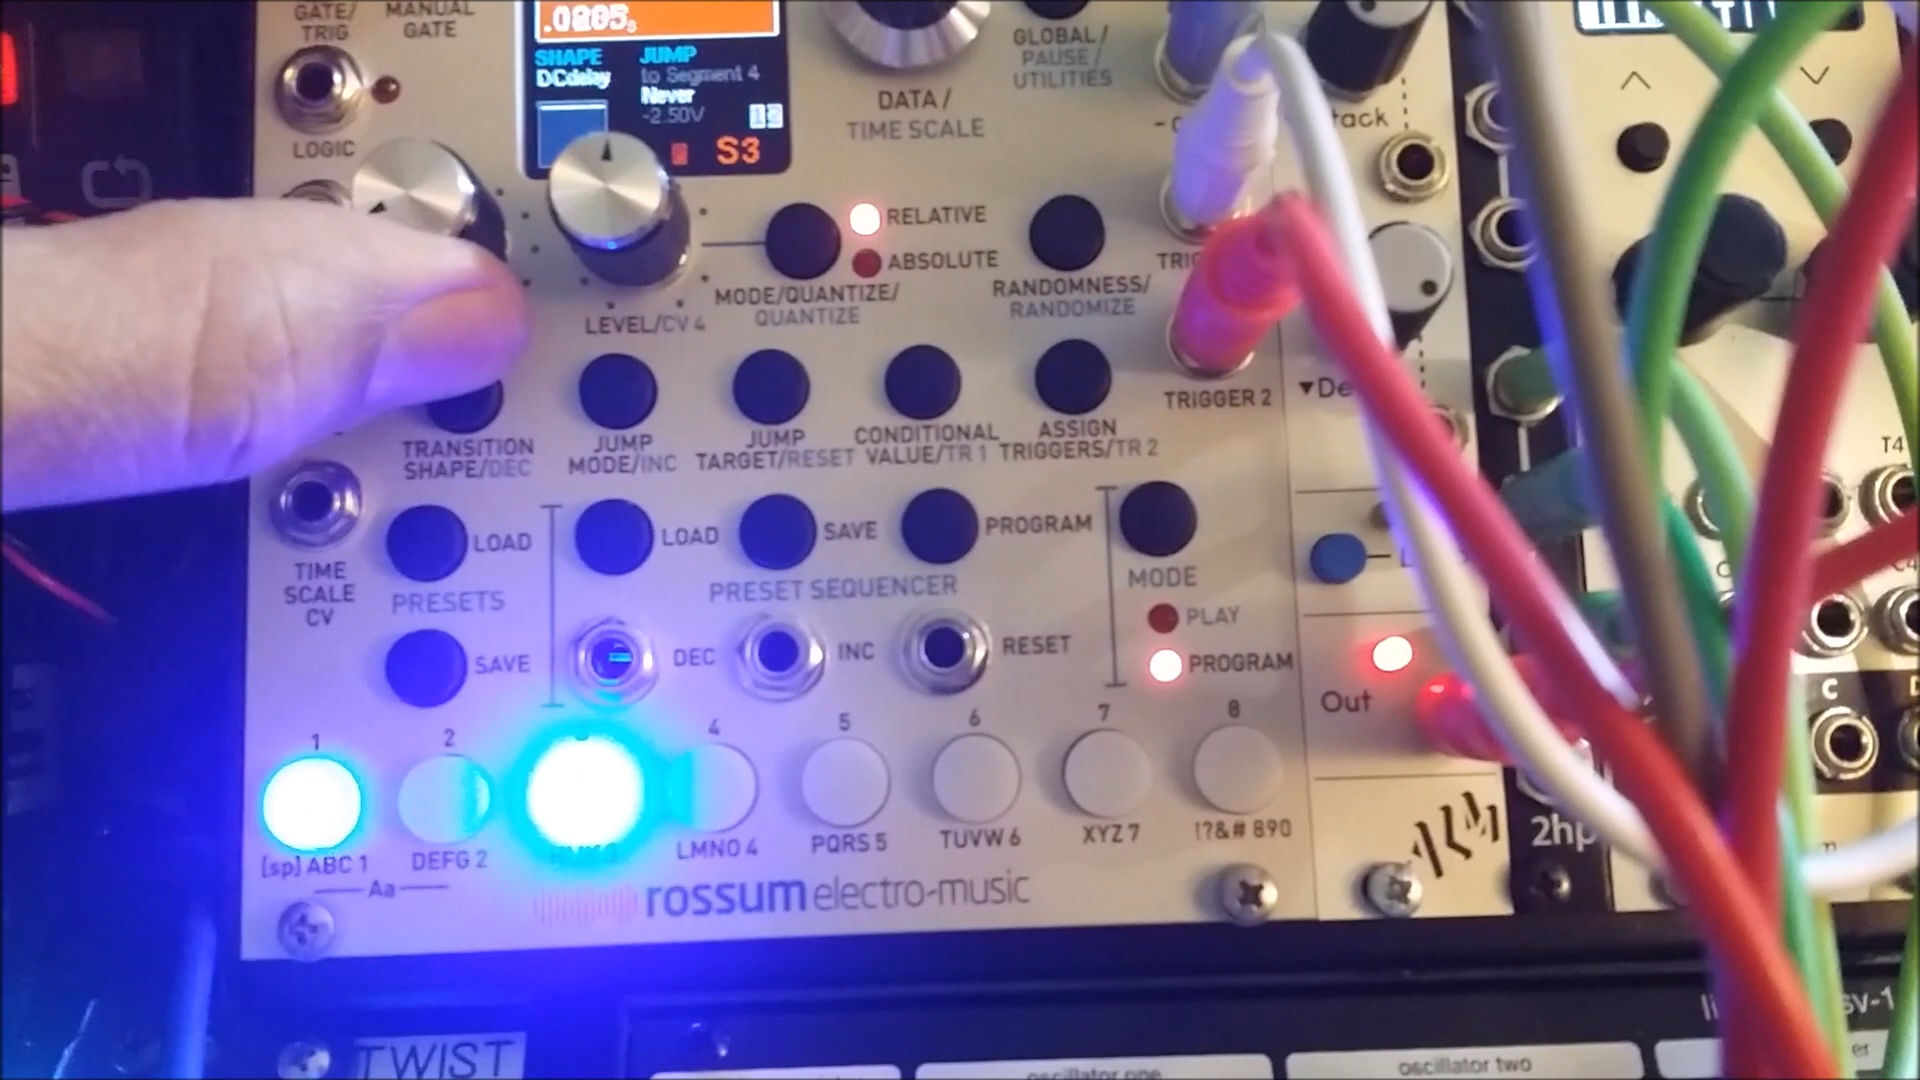 GATE/
TRIG
MANUAL
GATE
SHAPE
DCdelay
JUMP
to Segment 4
Never
-2.50V
S3
GLOBAL/
PAUSE/
UTILITIES
DATA/
TIME SCALE
LOGIC
RELATIVE
ABSOLUTE
MODE/QUANTIZE/
QUANTIZE
RANDOMNESS/
RANDOMIZE
LEVEL/CV 4
TRIGGER 2
TRANSITION
SHAPE/DEC
JUMP
MODE/INC
JUMP
TARGET/RESET
CONDITIONAL
VALUE/TR 1
ASSIGN
TRIGGERS/TR 2
T4
TIME
SCALE
CV
LOAD
PRESETS
SAVE
LOAD
SAVE
PROGRAM
PRESET SEQUENCER
DEC
INC
RESET
MODE
PLAY
PROGRAM
Out
C
1
2
4
5
6
7
8
[sp] ABC 1
DEFG 2
LMNO 4
PQRS 5
TUVW 6
XYZ 7
!?&# 890
Aa
rossum electro-music
2hp
TWIST
oscillator one
oscillator two
sv-1